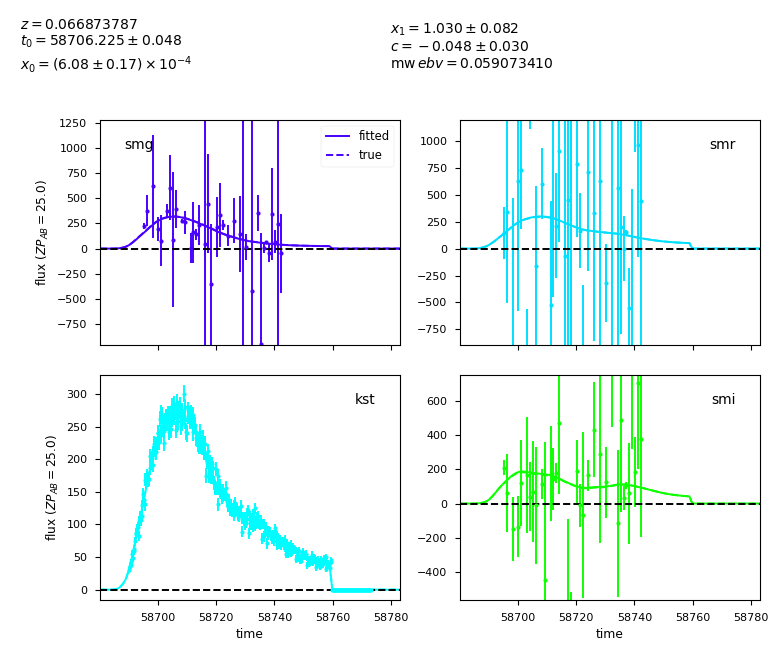 z = 0.066873787
t0 = 58706.225 ± 0.048
x0 = (6.08 ± 0.17) × 10^−4
x1 = 1.030 ± 0.082
c = −0.048 ± 0.030
mw ebv = 0.059073410
1250
1000
750
500
250
0
−250
−500
−750
flux (ZP_AB = 25.0)
smg
fitted
true
1000
750
500
250
0
−250
−500
−750
smr
300
250
200
150
100
50
0
flux (ZP_AB = 25.0)
kst
58700
58720
58740
58760
58780
time
600
400
200
0
−200
−400
smi
58700
58720
58740
58760
58780
time